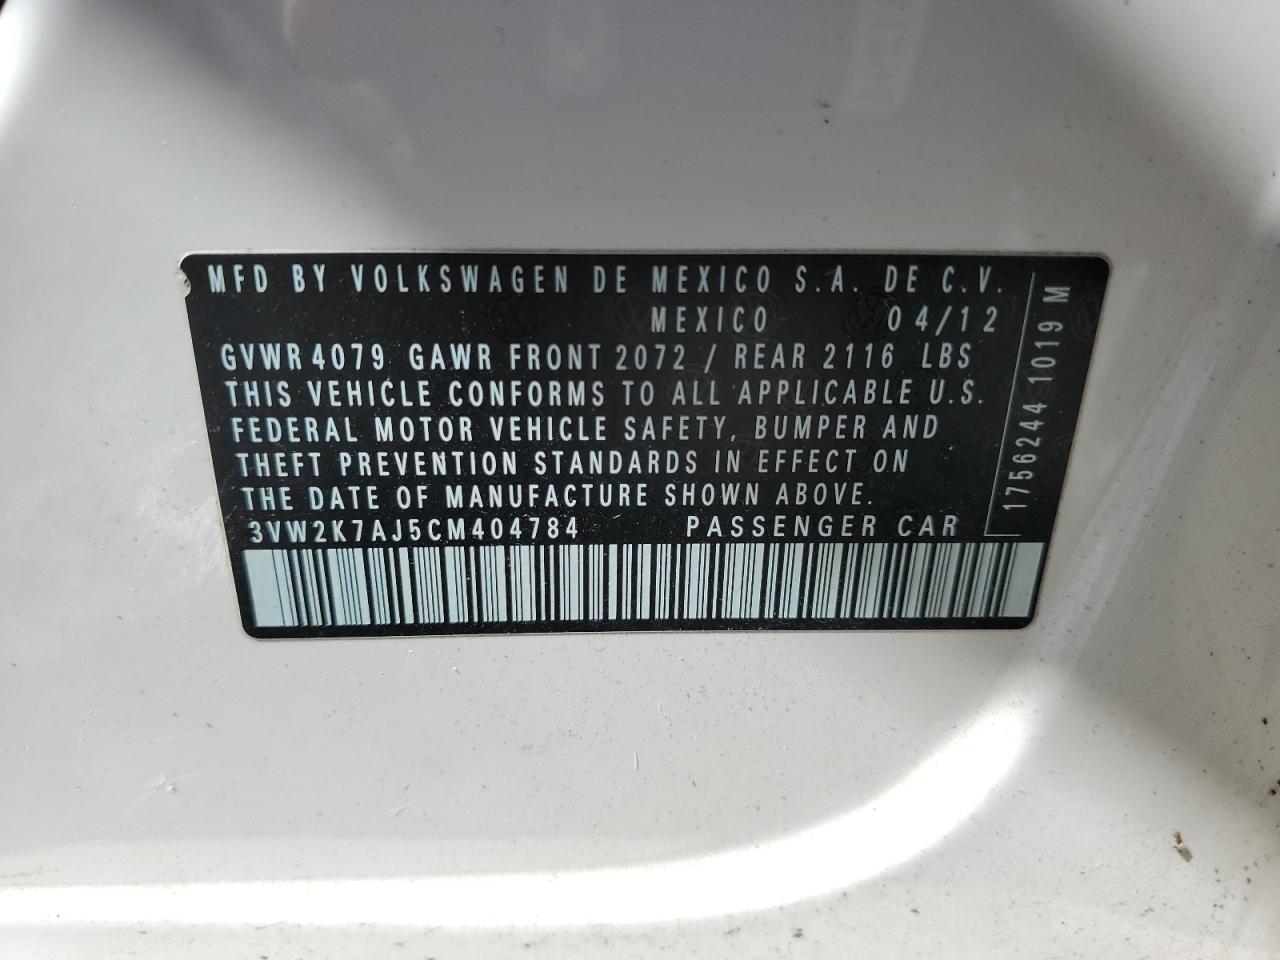 MFD BY VOLKSWAGEN DE MEXICO S.A. DE C.V.
MEXICO 04/12
GVWR 4079 GAWR FRONT 2072 / REAR 2116 LBS
THIS VEHICLE CONFORMS TO ALL APPLICABLE U.S.
FEDERAL MOTOR VEHICLE SAFETY, BUMPER AND
THEFT PREVENTION STANDARDS IN EFFECT ON
THE DATE OF MANUFACTURE SHOWN ABOVE.
3VW2K7AJ5CM404784 PASSENGER CAR
1756244 1019 M